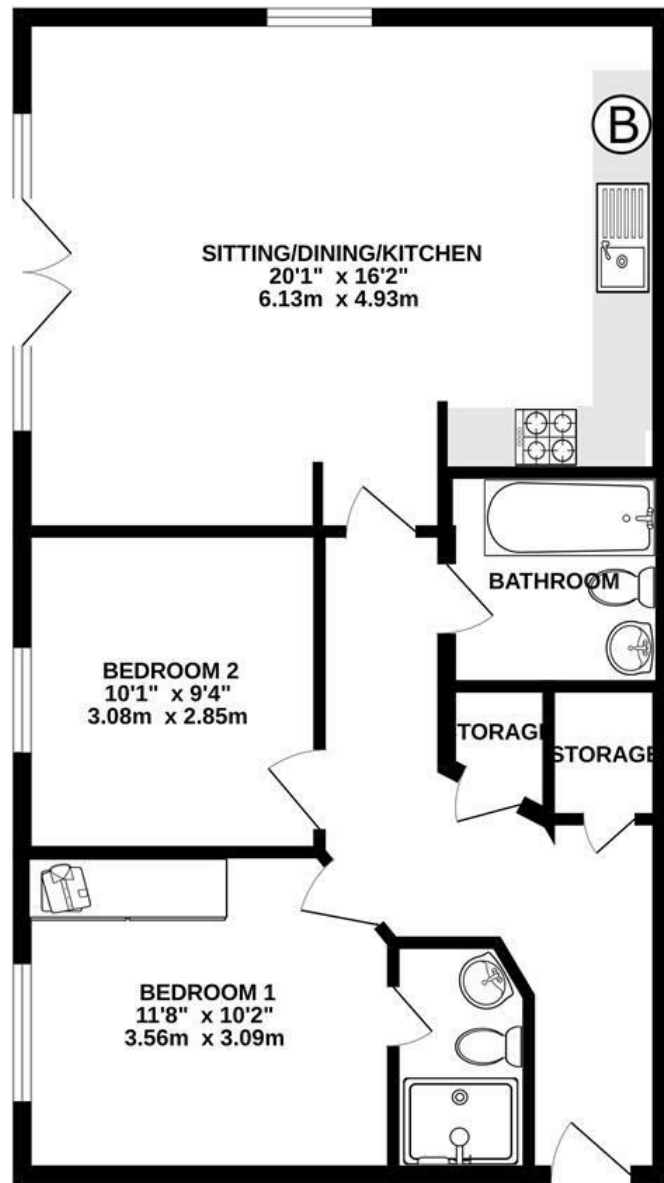 B
SITTING/DINING/KITCHEN
20'1" x 16'2"
6.13m x 4.93m
BATHROOM
BEDROOM 2
10'1" x 9'4"
3.08m x 2.85m
TORAGE
STORAGE
BEDROOM 1
11'8" x 10'2"
3.56m x 3.09m